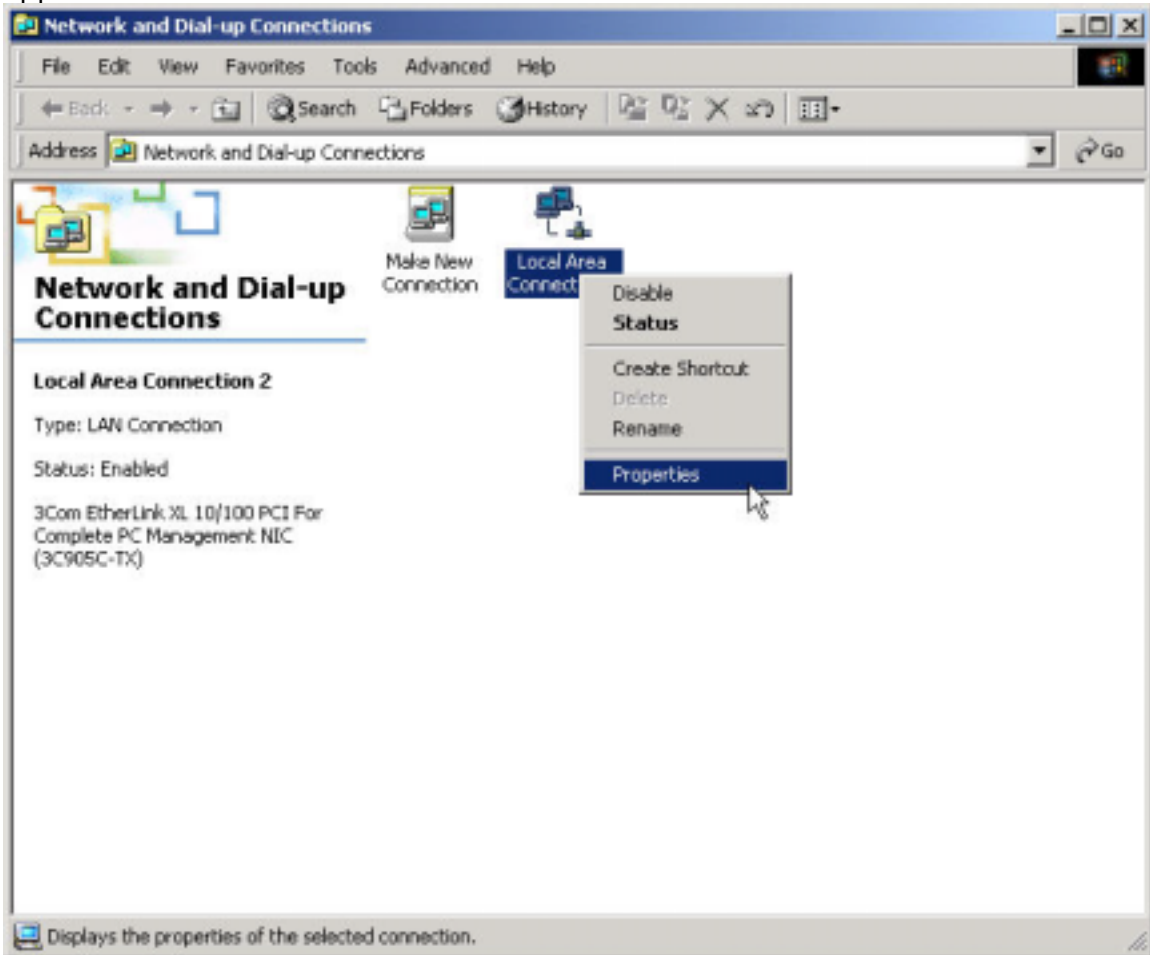 Network and Dial-up Connections
File Edit View Favorites Tools Advanced Help
Back Search Folders History
Address Network and Dial-up Connections Go
Make New
Connection
Local Area
Connect
Network and Dial-up
Connections
Disable
Status
Create Shortcut
Delete
Rename
Properties
Local Area Connection 2
Type: LAN Connection
Status: Enabled
3Com EtherLink XL 10/100 PCI For
Complete PC Management NIC
(3C905C-TX)
Displays the properties of the selected connection.